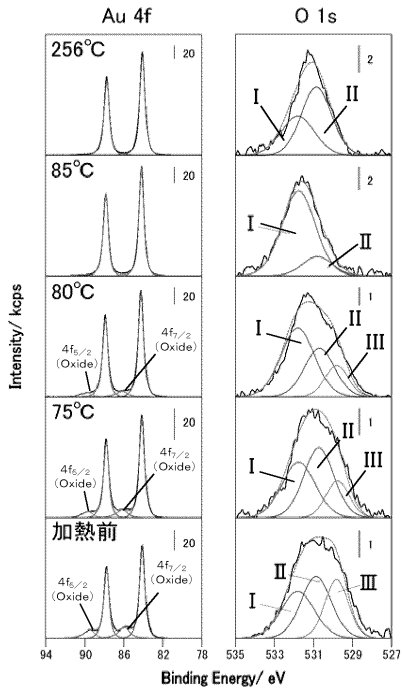 Au 4f
O 1s
256℃
20
I
II
2
85℃
20
I
II
2
80℃
20
4f5/2
(Oxide)
4f7/2
(Oxide)
I
II
III
1
75℃
20
4f5/2
(Oxide)
4f7/2
(Oxide)
I
II
III
1
加熱前
20
4f5/2
(Oxide)
4f7/2
(Oxide)
I
II
III
1
Intensity/ kcps
94 90 86 82 78
535 533 531 529 527
Binding Energy/ eV